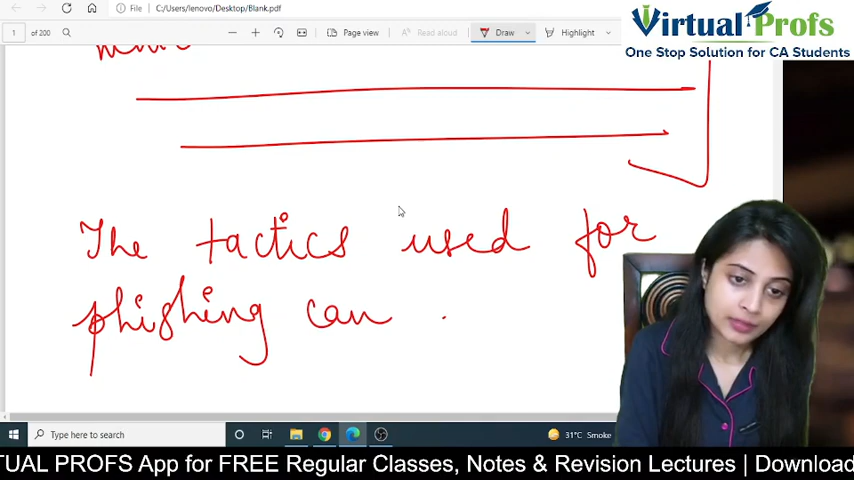 File
C:/Users/lenovo/Desktop/Blank.pdf
1 of 200
Page view
Read aloud
Draw
Highlight
Virtual Profs
One Stop Solution for CA Students
The tactics used for
phishing can
Type here to search
31°C Smoke
TUAL PROFS App for FREE Regular Classes, Notes & Revision Lectures | Download